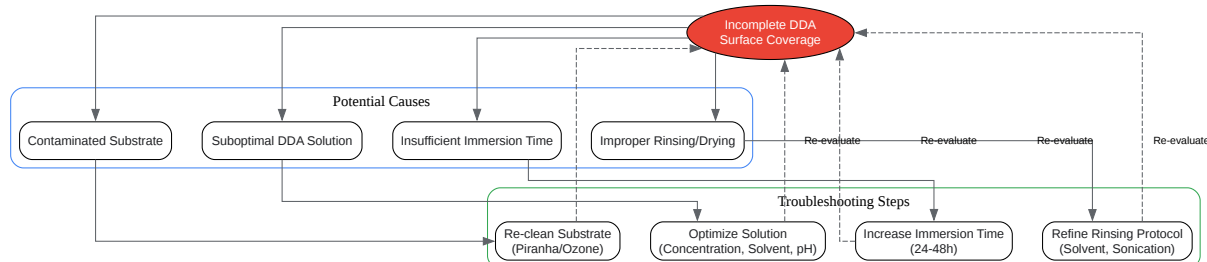 Incomplete DDA
Surface Coverage
Potential Causes
Contaminated Substrate
Suboptimal DDA Solution
Insufficient Immersion Time
Improper Rinsing/Drying
Re-evaluate
Re-evaluate
Re-evaluate
Re-evaluate
Troubleshooting Steps
Re-clean Substrate
(Piranha/Ozone)
Optimize Solution
(Concentration, Solvent, pH)
Increase Immersion Time
(24-48h)
Refine Rinsing Protocol
(Solvent, Sonication)